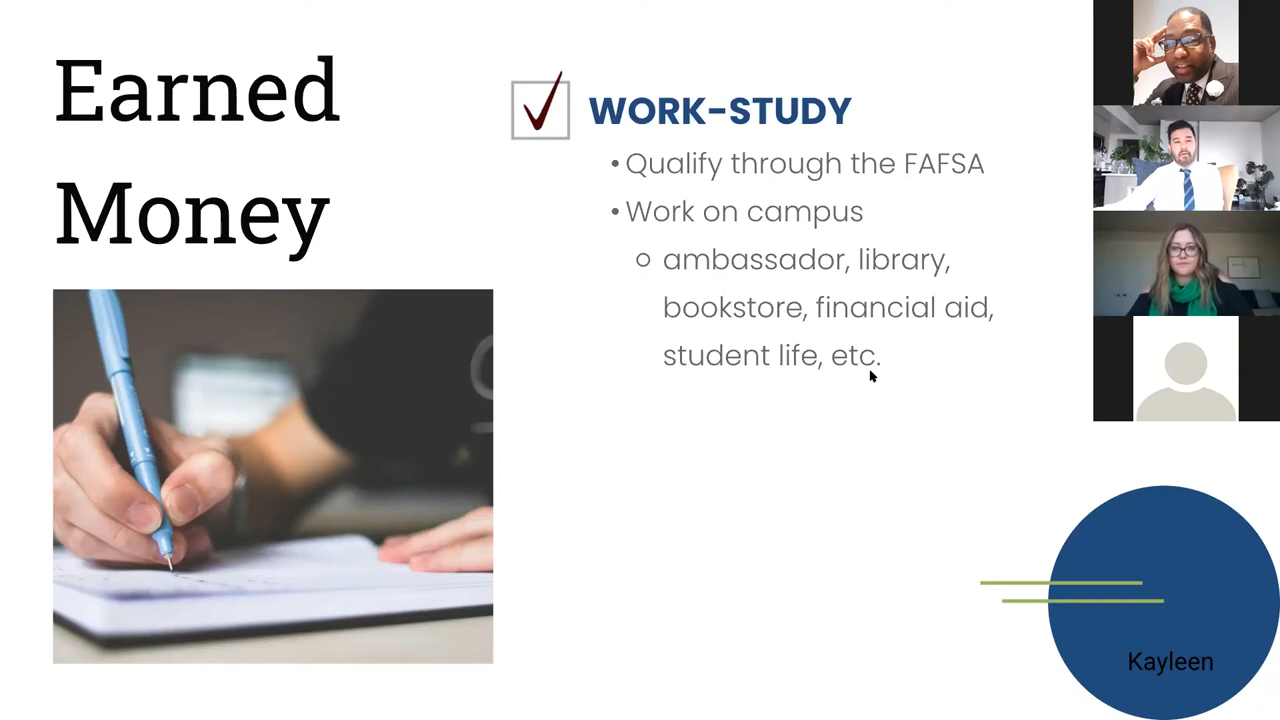 Earned
Money
WORK-STUDY
• Qualify through the FAFSA
• Work on campus
○ ambassador, library,
bookstore, financial aid,
student life, etc.
Kayleen